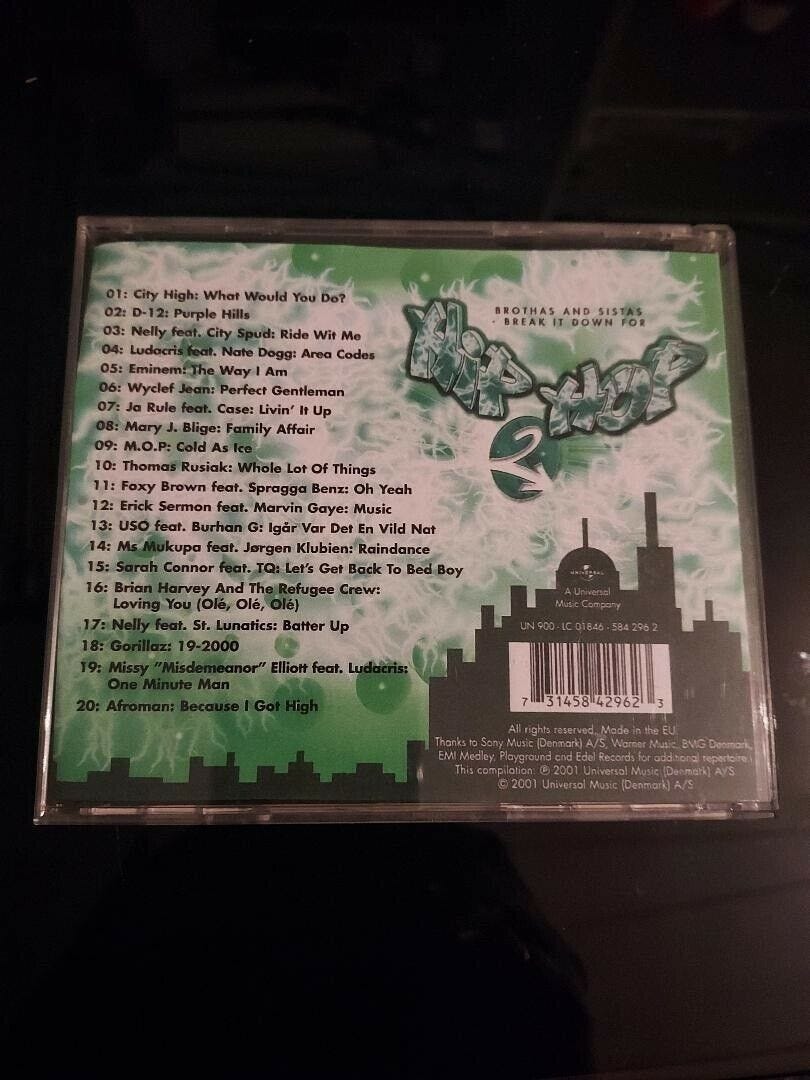 01: City High: What Would You Do?
02: D-12: Purple Hills
03: Nelly feat. City Spud: Ride Wit Me
04: Ludacris feat. Nate Dogg: Area Codes
05: Eminem: The Way I Am
06: Wyclef Jean: Perfect Gentleman
07: Ja Rule feat. Case: Livin' It Up
08: Mary J. Blige: Family Affair
09: M.O.P: Cold As Ice
10: Thomas Rusiak: Whole Lot Of Things
11: Foxy Brown feat. Spragga Benz: Oh Yeah
12: Erick Sermon feat. Marvin Gaye: Music
13: USO feat. Burhan G: Igår Var Det En Vild Nat
14: Ms Mukupa feat. Jørgen Klubien: Raindance
15: Sarah Connor feat. TQ: Let's Get Back To Bed Boy
16: Brian Harvey And The Refugee Crew:
Loving You (Olé, Olé, Olé)
17: Nelly feat. St. Lunatics: Batter Up
18: Gorillaz: 19-2000
19: Missy "Misdemeanor" Elliott feat. Ludacris:
One Minute Man
20: Afroman: Because I Got High
BROTHAS AND SISTAS
- BREAK IT DOWN FOR
HiP HOP
2
UNIVERSAL
A Universal
Music Company
UN 900 · LC 01846 · 584 296 2
7 31458 42962 3
All rights reserved. Made in the EU.
Thanks to Sony Music (Denmark) A/S, Warner Music, BMG Denmark,
EMI Medley, Playground and Edel Records for additional repertoire.
This compilation: ℗ 2001 Universal Music (Denmark) A/S
© 2001 Universal Music (Denmark) A/S